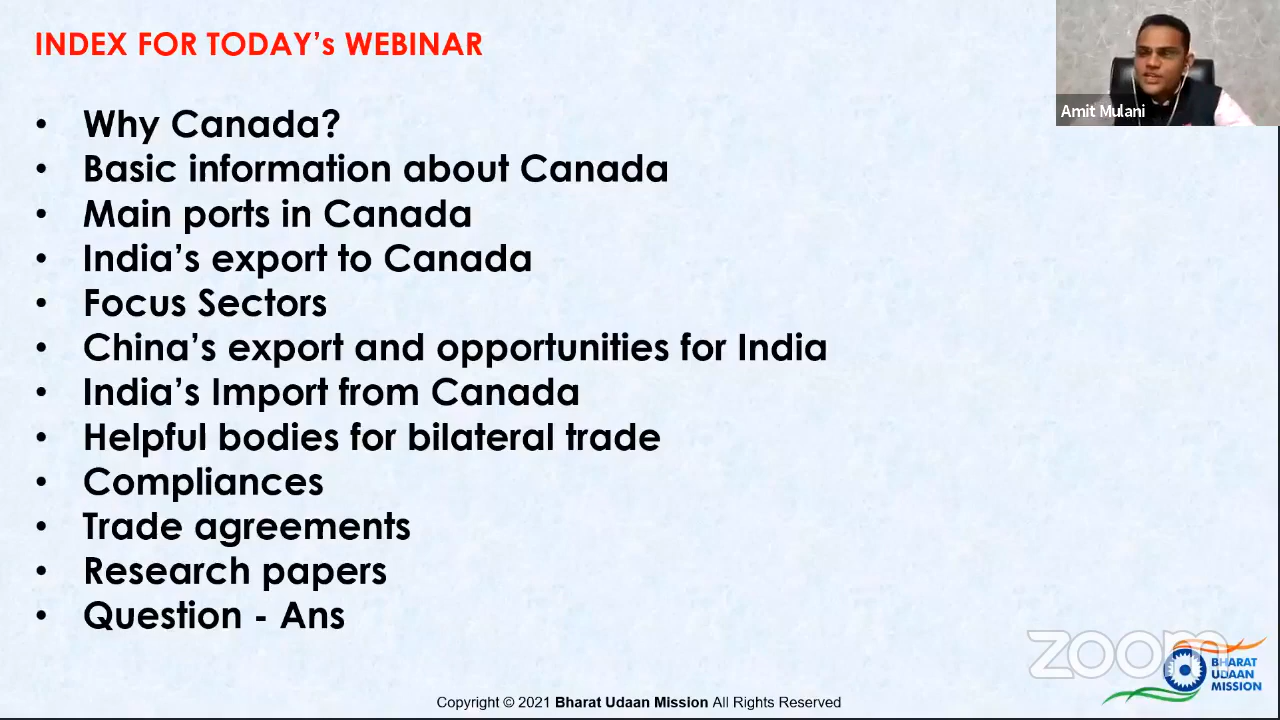 INDEX FOR TODAY's WEBINAR
Amit Mulani
• Why Canada?
• Basic information about Canada
• Main ports in Canada
• India's export to Canada
• Focus Sectors
• China's export and opportunities for India
• India's Import from Canada
• Helpful bodies for bilateral trade
• Compliances
• Trade agreements
• Research papers
• Question - Ans
zoom
BHARAT
UDAAN
MISSION
Copyright © 2021 Bharat Udaan Mission All Rights Reserved